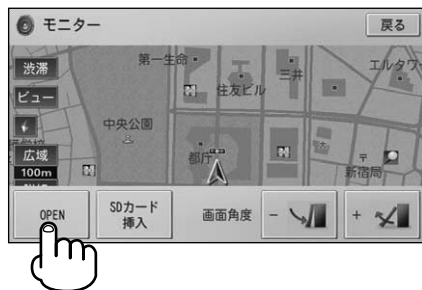 モニター
戻る
渋滞
第一生命
エルタワー
三井
ビュー
住友ビル
中央公園
広域
都庁
100m
〒
新宿局
OPEN
SDカード
挿入
画面角度
-
+